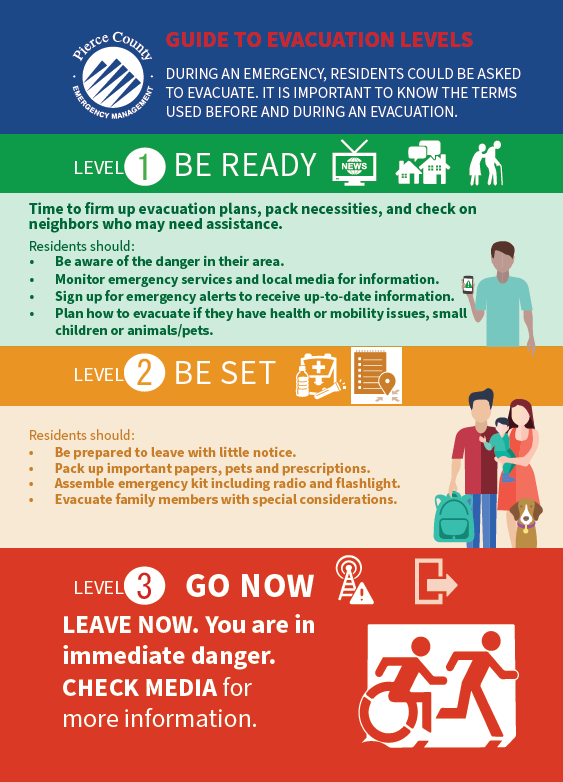 Pierce County
EMERGENCY MANAGEMENT
GUIDE TO EVACUATION LEVELS
DURING AN EMERGENCY, RESIDENTS COULD BE ASKED
TO EVACUATE. IT IS IMPORTANT TO KNOW THE TERMS
USED BEFORE AND DURING AN EVACUATION.
LEVEL 1 BE READY
NEWS
Time to firm up evacuation plans, pack necessities, and check on
neighbors who may need assistance.
Residents should:
• Be aware of the danger in their area.
• Monitor emergency services and local media for information.
• Sign up for emergency alerts to receive up-to-date information.
• Plan how to evacuate if they have health or mobility issues, small
children or animals/pets.
LEVEL 2 BE SET
Residents should:
• Be prepared to leave with little notice.
• Pack up important papers, pets and prescriptions.
• Assemble emergency kit including radio and flashlight.
• Evacuate family members with special considerations.
LEVEL 3 GO NOW
LEAVE NOW. You are in
immediate danger.
CHECK MEDIA for
more information.